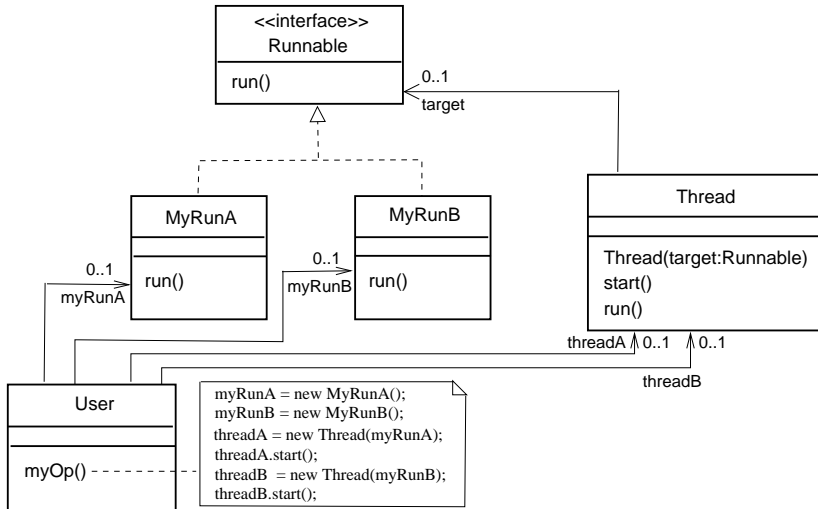 <<interface>>
Runnable
run()
0..1
target
MyRunA
run()
MyRunB
run()
Thread
Thread(target:Runnable)
start()
run()
0..1
myRunA
0..1
myRunB
threadA
0..1
0..1
threadB
User
myOp()
myRunA = new MyRunA();
myRunB = new MyRunB();
threadA = new Thread(myRunA);
threadA.start();
threadB = new Thread(myRunB);
threadB.start();